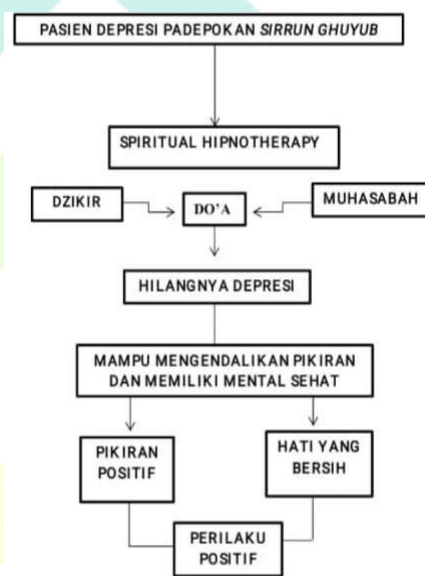 PASIEN DEPRESI PADEPOKAN SIRRUN GHUYUB
SPIRITUAL HIPNOTHERAPY
DZIKIR
DO'A
MUHASABAH
HILANGNYA DEPRESI
MAMPU MENGENDALIKAN PIKIRAN
DAN MEMILIKI MENTAL SEHAT
PIKIRAN
POSITIF
HATI YANG
BERSIH
PERILAKU
POSITIF